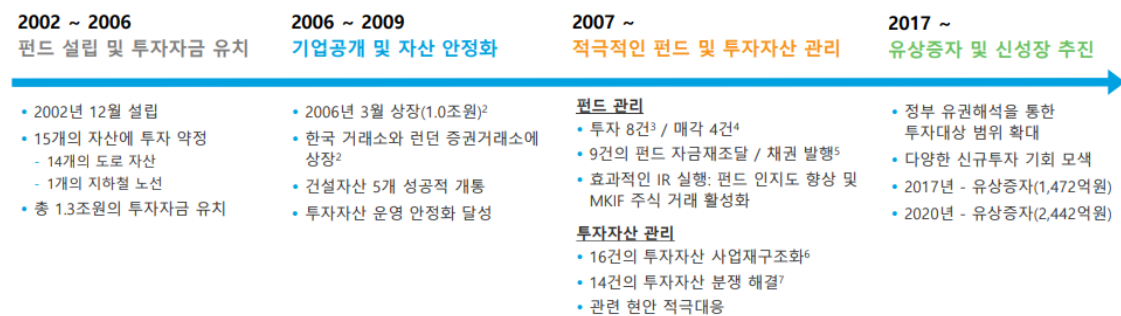 2002 ~ 2006
펀드 설립 및 투자자금 유치
• 2002년 12월 설립
• 15개의 자산에 투자 약정
- 14개의 도로 자산
- 1개의 지하철 노선
• 총 1.3조원의 투자자금 유치
2006 ~ 2009
기업공개 및 자산 안정화
• 2006년 3월 상장(1.0조원)²
• 한국 거래소와 런던 증권거래소에
상장²
• 건설자산 5개 성공적 개통
• 투자자산 운영 안정화 달성
2007 ~
적극적인 펀드 및 투자자산 관리
펀드 관리
• 투자 8건³ / 매각 4건⁴
• 9건의 펀드 자금재조달 / 채권 발행⁵
• 효과적인 IR 실행: 펀드 인지도 향상 및
MKIF 주식 거래 활성화
투자자산 관리
• 16건의 투자자산 사업재구조화⁶
• 14건의 투자자산 분쟁 해결⁷
• 관련 현안 적극대응
2017 ~
유상증자 및 신성장 추진
• 정부 유권해석을 통한
투자대상 범위 확대
• 다양한 신규투자 기회 모색
• 2017년 - 유상증자(1,472억원)
• 2020년 - 유상증자(2,442억원)